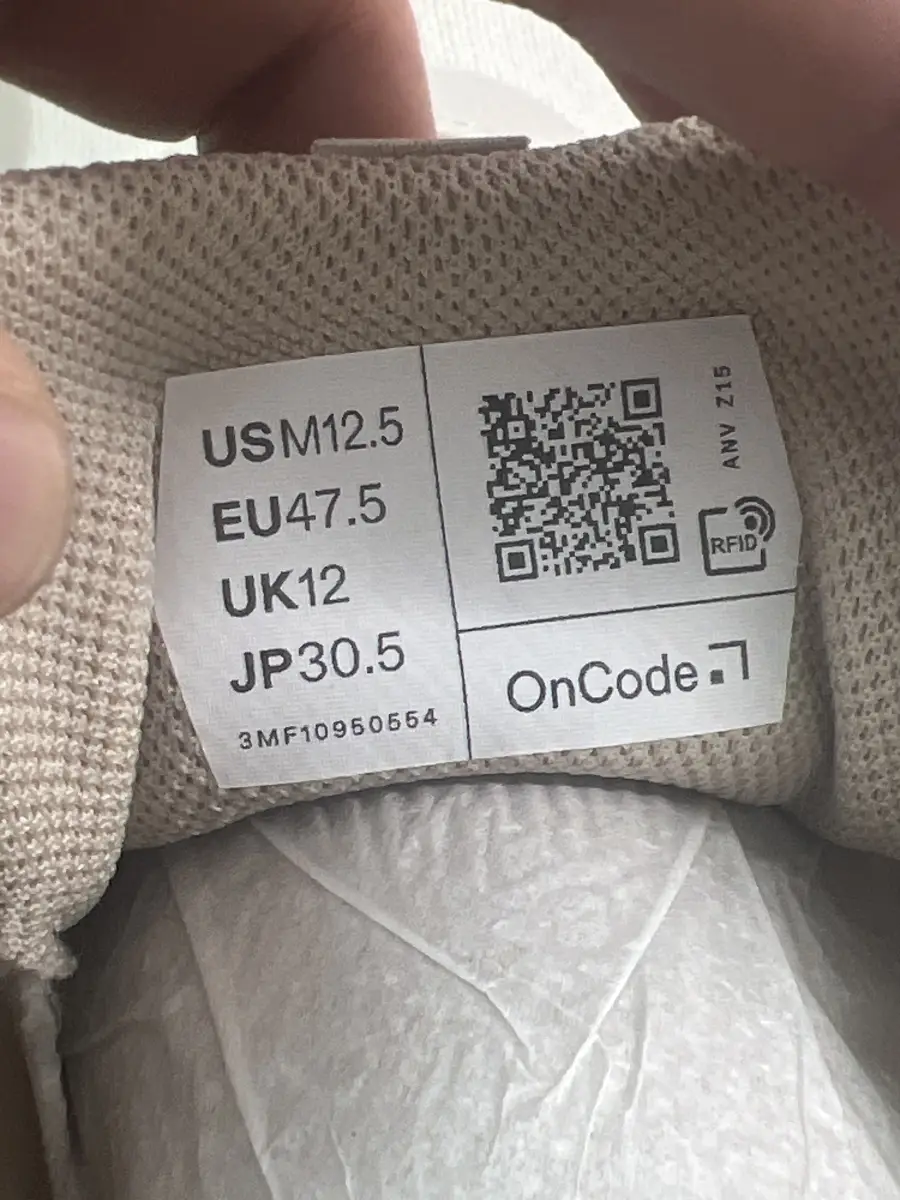 USM12.5
EU47.5
UK12
JP30.5
3MF10950554
ANV Z15
RFID
OnCode